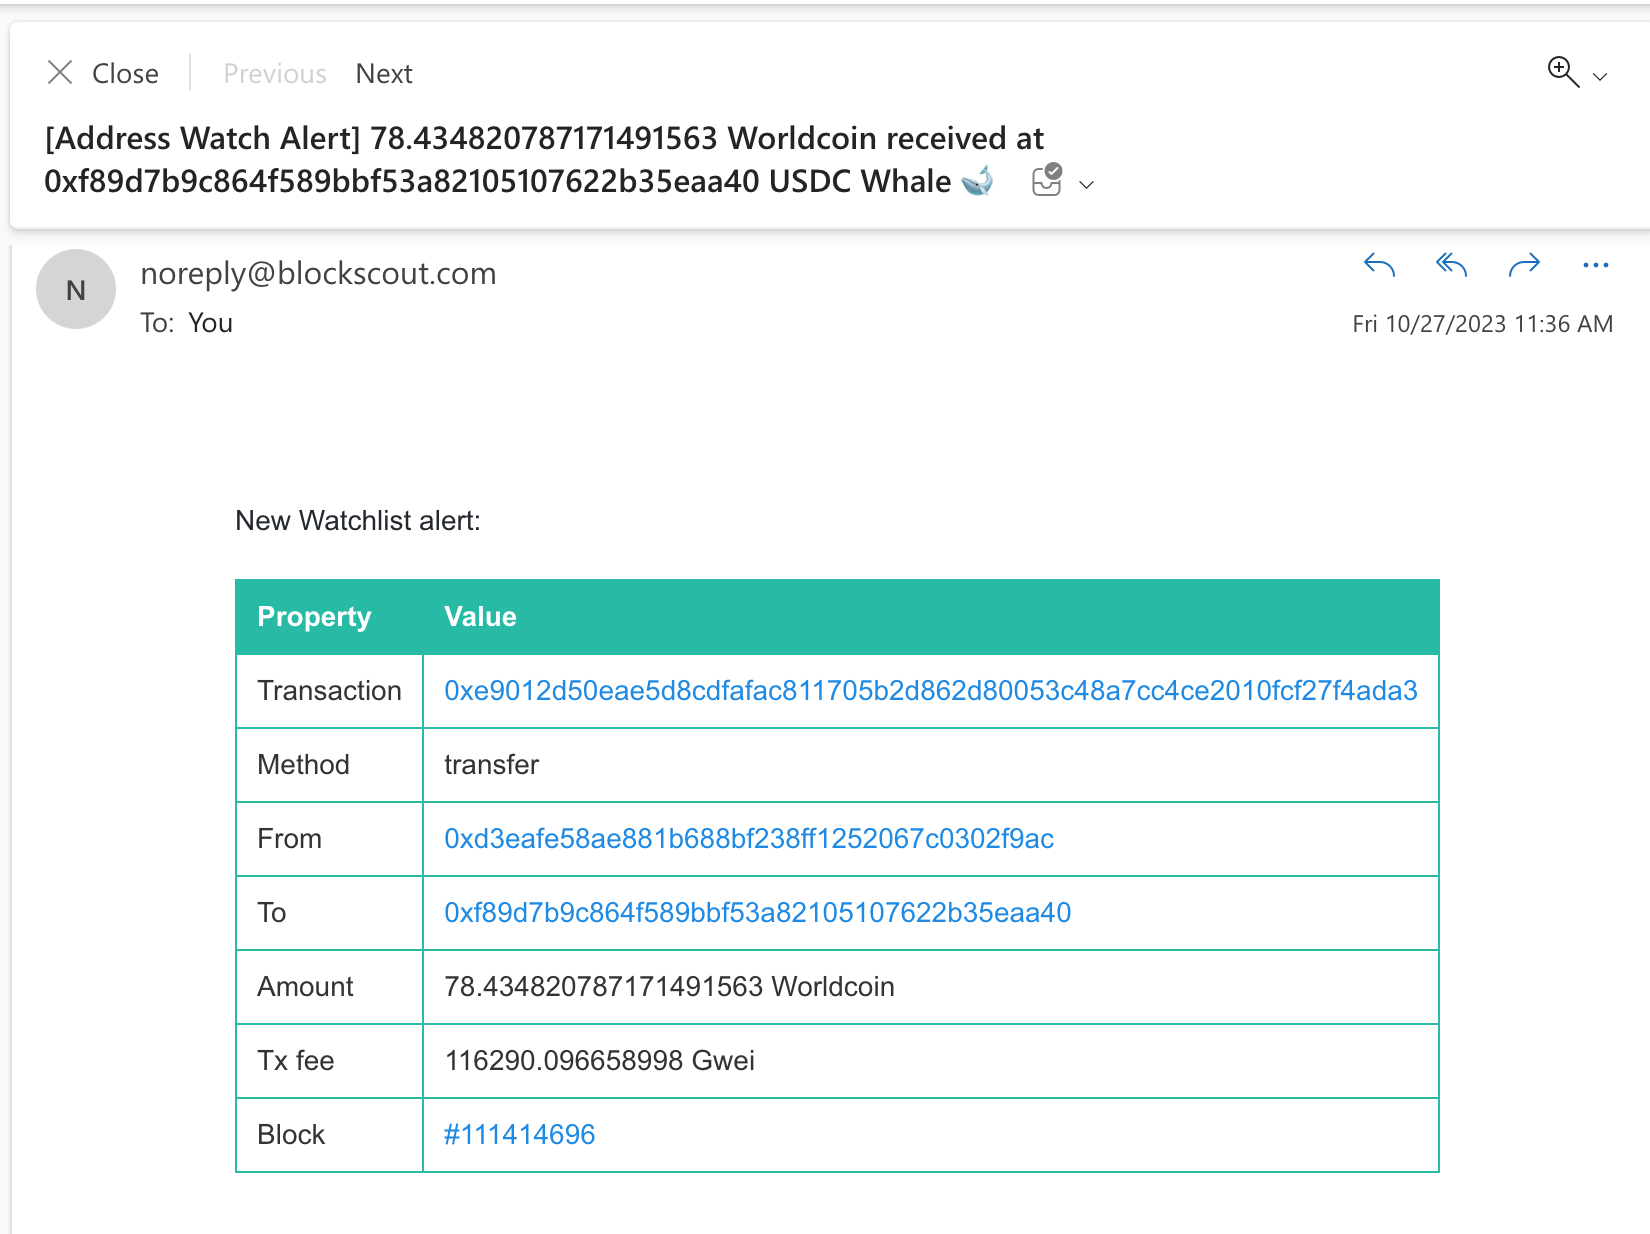 Close Previous Next
[Address Watch Alert] 78.434820787171491563 Worldcoin received at
0xf89d7b9c864f589bbf53a82105107622b35eaa40 USDC Whale 🐋
N
noreply@blockscout.com
To: You
Fri 10/27/2023 11:36 AM
New Watchlist alert:
Property Value
Transaction 0xe9012d50eae5d8cdfafac811705b2d862d80053c48a7cc4ce2010fcf27f4ada3
Method transfer
From 0xd3eafe58ae881b688bf238ff1252067c0302f9ac
To 0xf89d7b9c864f589bbf53a82105107622b35eaa40
Amount 78.434820787171491563 Worldcoin
Tx fee 116290.096658998 Gwei
Block #111414696